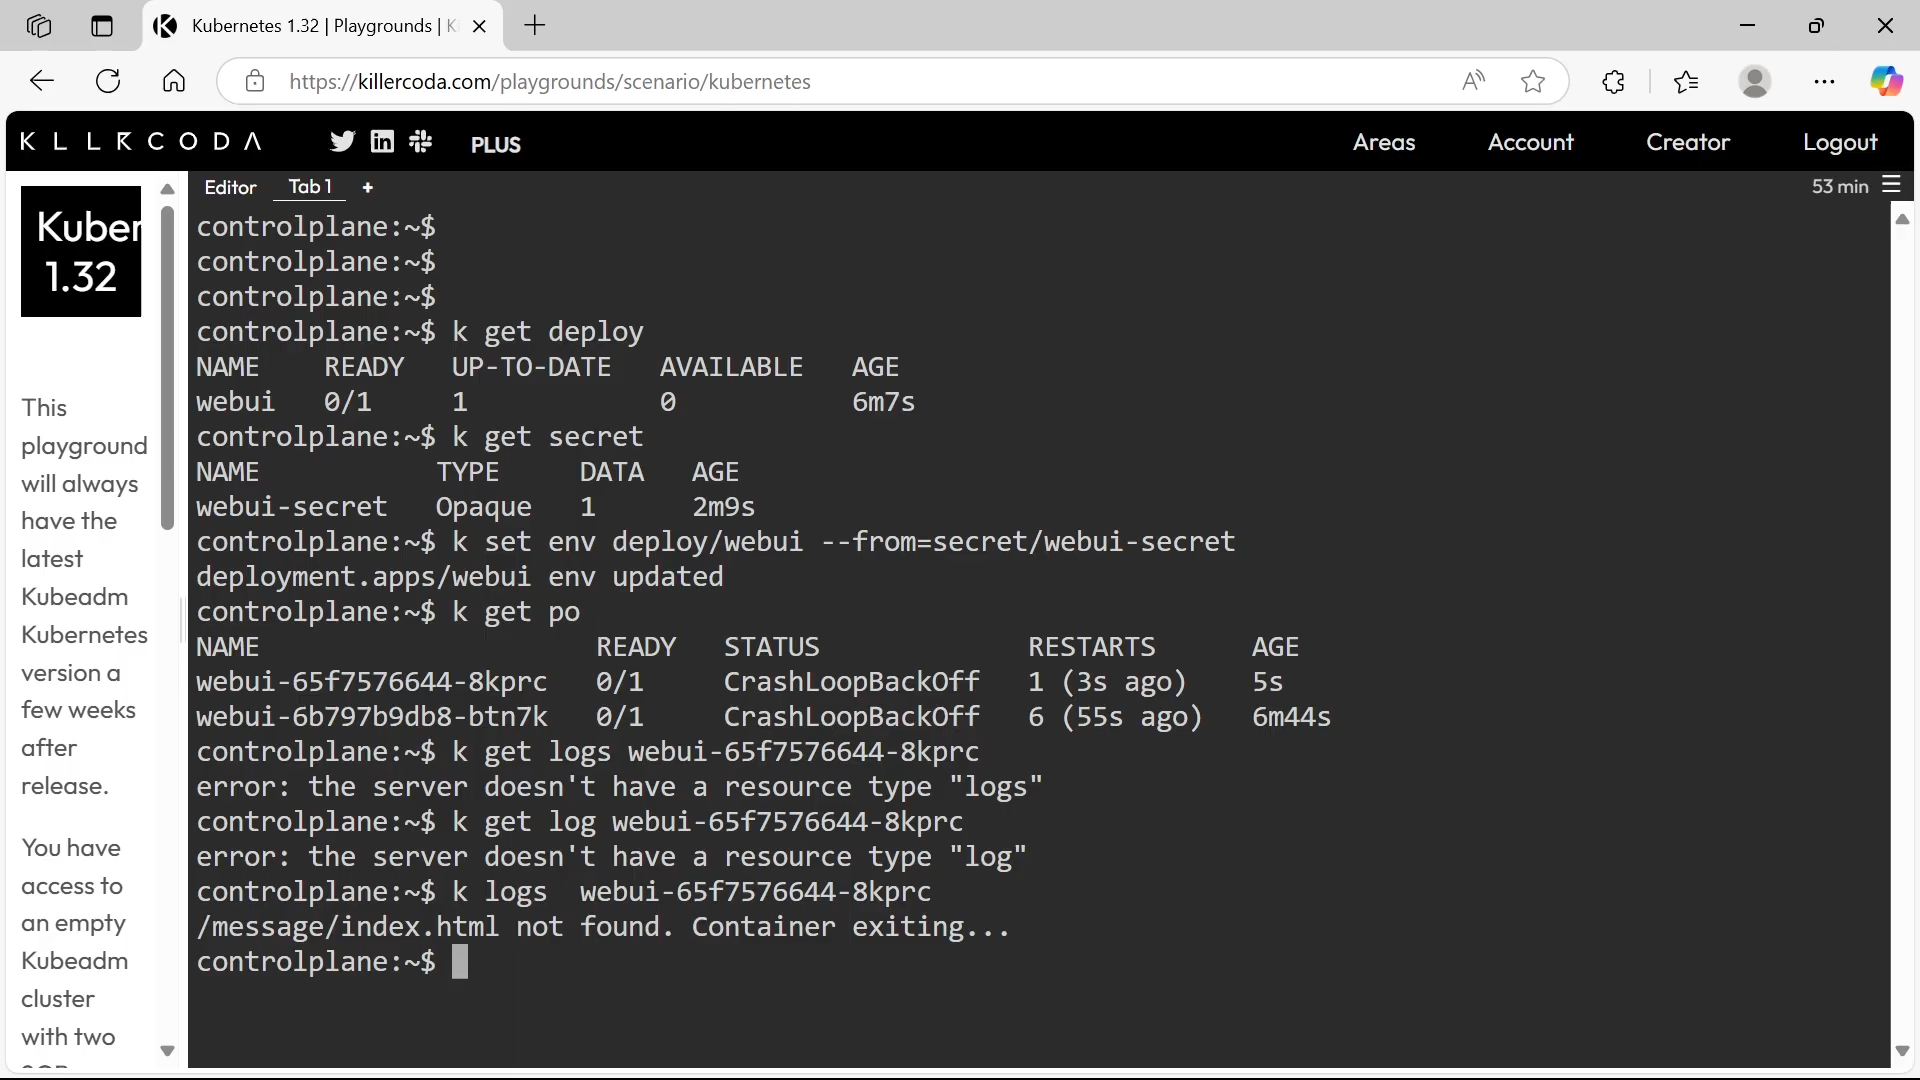 Kubernetes 1.32 | Playgrounds | K
https://killercoda.com/playgrounds/scenario/kubernetes
KLLRCODA PLUS Areas Account Creator Logout
Editor Tab 1 + 53 min
Kuber
1.32
This
playground
will always
have the
latest
Kubeadm
Kubernetes
version a
few weeks
after
release.
You have
access to
an empty
Kubeadm
cluster
with two
controlplane:~$
controlplane:~$
controlplane:~$
controlplane:~$ k get deploy
NAME READY UP-TO-DATE AVAILABLE AGE
webui 0/1 1 0 6m7s
controlplane:~$ k get secret
NAME TYPE DATA AGE
webui-secret Opaque 1 2m9s
controlplane:~$ k set env deploy/webui --from=secret/webui-secret
deployment.apps/webui env updated
controlplane:~$ k get po
NAME READY STATUS RESTARTS AGE
webui-65f7576644-8kprc 0/1 CrashLoopBackOff 1 (3s ago) 5s
webui-6b797b9db8-btn7k 0/1 CrashLoopBackOff 6 (55s ago) 6m44s
controlplane:~$ k get logs webui-65f7576644-8kprc
error: the server doesn't have a resource type "logs"
controlplane:~$ k get log webui-65f7576644-8kprc
error: the server doesn't have a resource type "log"
controlplane:~$ k logs  webui-65f7576644-8kprc
/message/index.html not found. Container exiting...
controlplane:~$